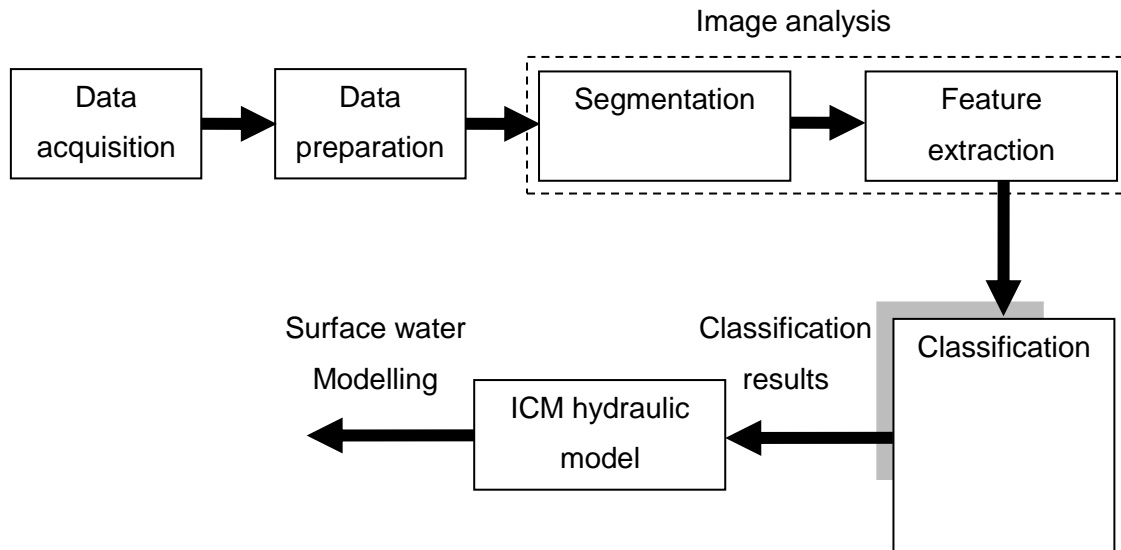 Image analysis
Data
acquisition
Data
preparation
Segmentation
Feature
extraction
Classification
Classification
results
ICM hydraulic
model
Surface water
Modelling